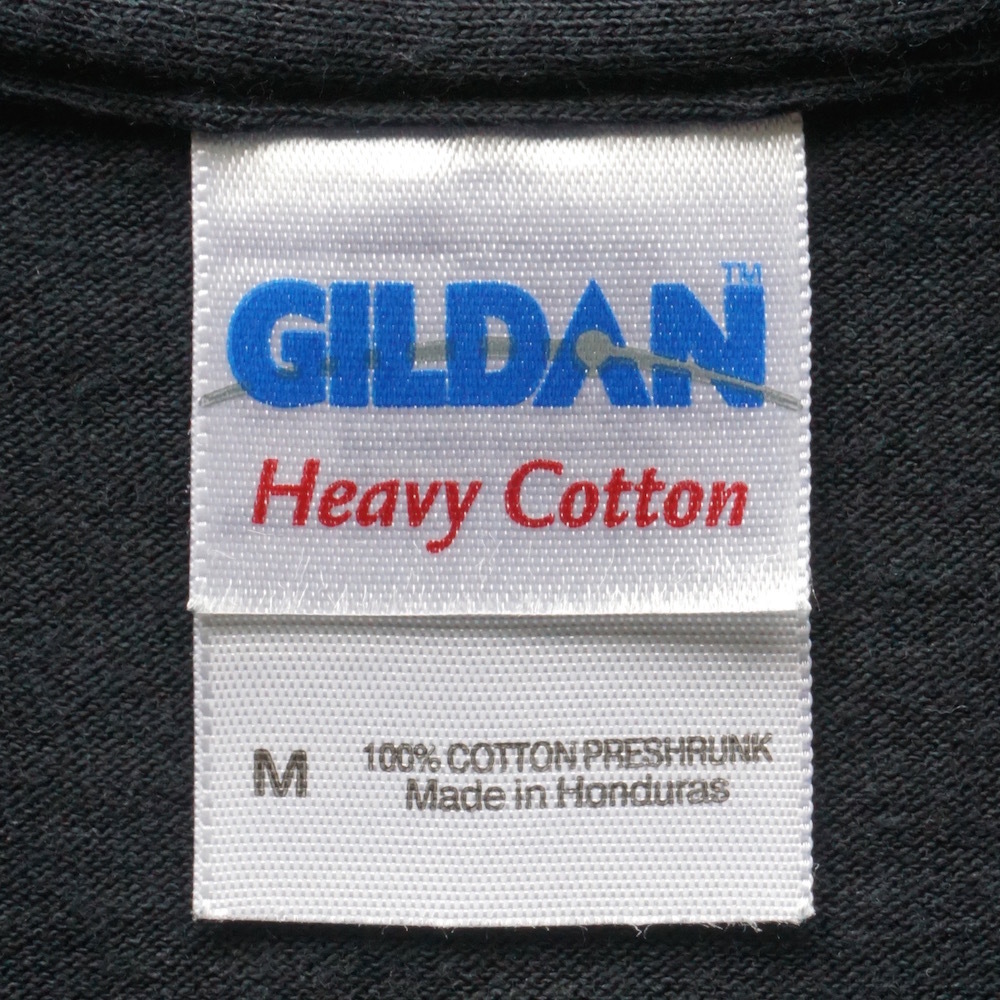 GILDAN™
Heavy Cotton
M
100% COTTON PRESHRUNK
Made in Honduras